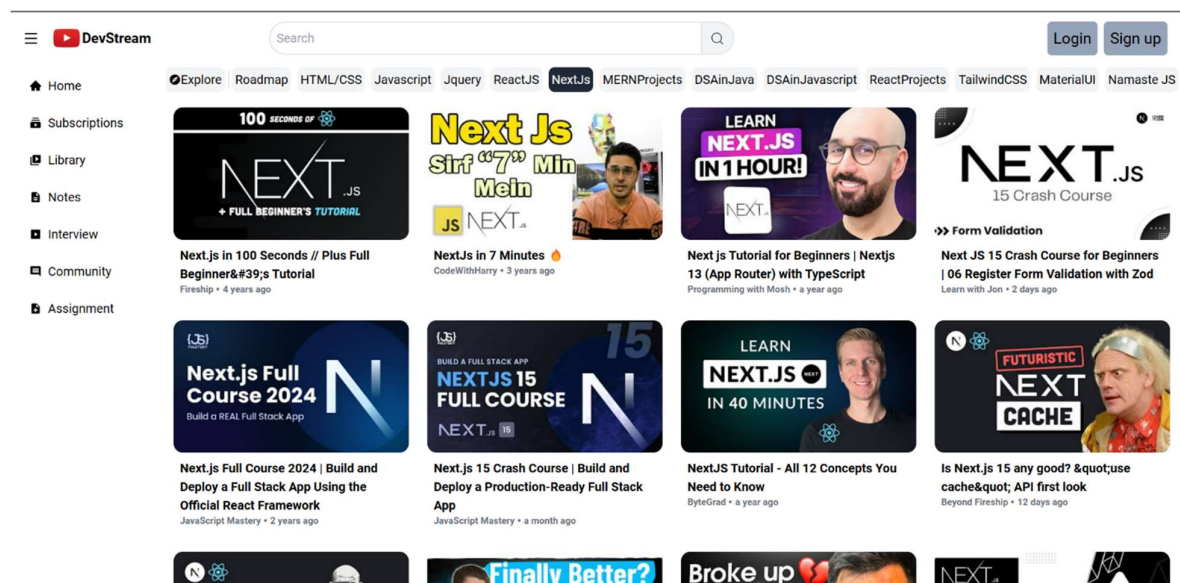 DevStream
Search
Login
Sign up
Home
Subscriptions
Library
Notes
Interview
Community
Assignment
Explore
Roadmap
HTML/CSS
Javascript
Jquery
ReactJS
NextJs
MERNProjects
DSAinJava
DSAinJavascript
ReactProjects
TailwindCSS
MaterialUI
Namaste JS
100 SECONDS OF
NEXT.JS
+ FULL BEGINNER'S TUTORIAL
Next.js in 100 Seconds // Plus Full
Beginner&#39;s Tutorial
Fireship • 4 years ago
Next Js
Sirf “7” Min
Mein
JS NEXT.JS
NextJs in 7 Minutes 🔥
CodeWithHarry • 3 years ago
LEARN
NEXT.JS
IN 1 HOUR!
NEXT.JS
Next js Tutorial for Beginners | Nextjs
13 (App Router) with TypeScript
Programming with Mosh • a year ago
N
NEXT.JS
15 Crash Course
Form Validation
Next JS 15 Crash Course for Beginners
| 06 Register Form Validation with Zod
Learn with Jon • 2 days ago
{JS}
MASTERY
Next.js Full
Course 2024
Build a REAL Full Stack App
N
Next.js Full Course 2024 | Build and
Deploy a Full Stack App Using the
Official React Framework
JavaScript Mastery • 2 years ago
{JS}
MASTERY
15
BUILD A FULL STACK APP
NEXTJS 15
FULL COURSE
NEXT.JS 15
N
Next.js 15 Crash Course | Build and
Deploy a Production-Ready Full Stack
App
JavaScript Mastery • a month ago
LEARN
NEXT.JS NEXT
IN 40 MINUTES
NextJS Tutorial - All 12 Concepts You
Need to Know
ByteGrad • a year ago
N
FUTURISTIC
NEXT
CACHE
Is Next.js 15 any good? &quot;use
cache&quot; API first look
Beyond Fireship • 12 days ago
N
Finally Better?
Broke up
NEXT